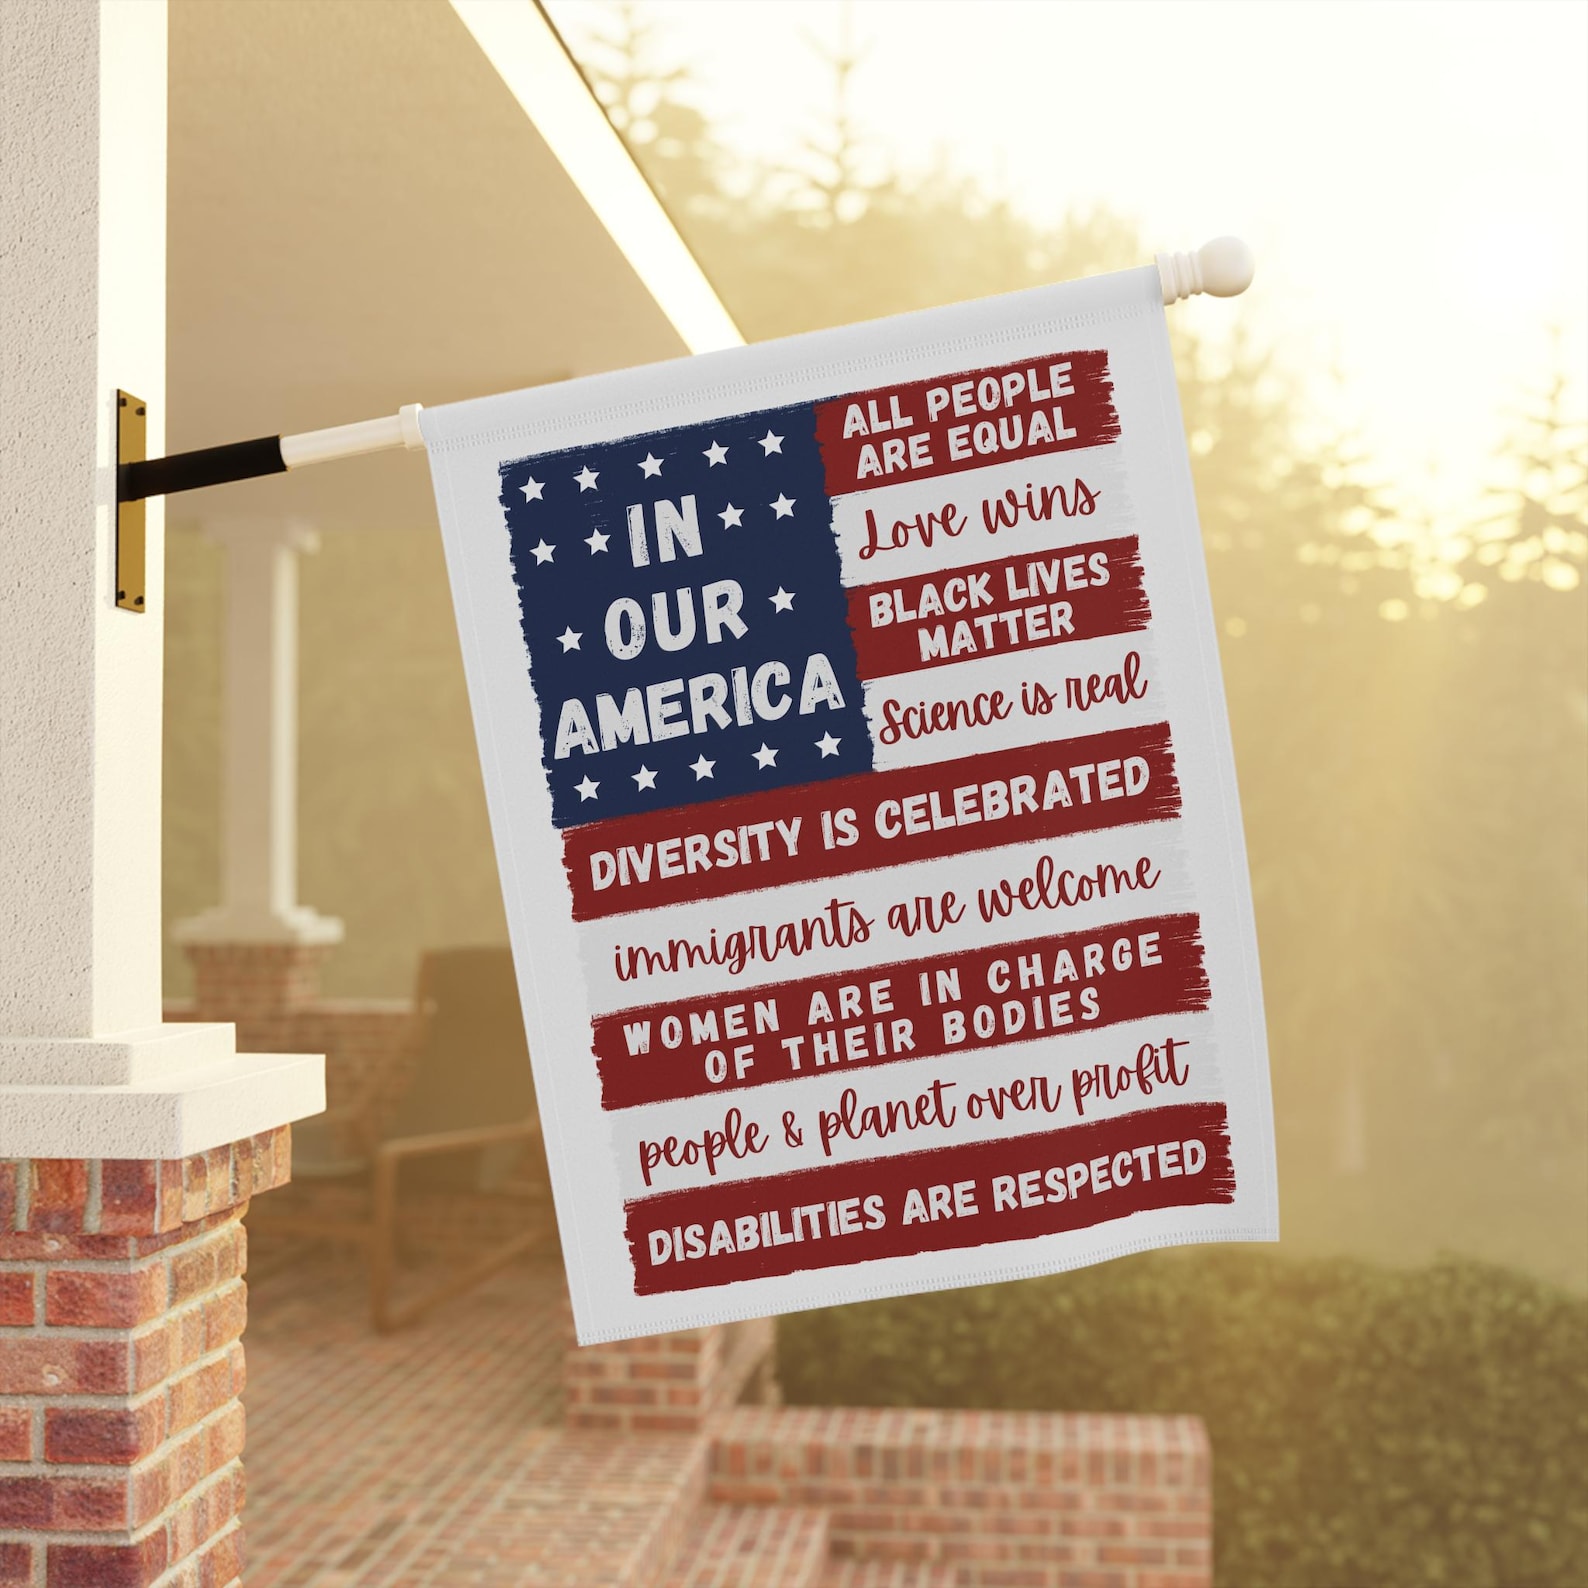 IN
OUR
AMERICA
ALL PEOPLE
ARE EQUAL
Love wins
BLACK LIVES
MATTER
Science is real
DIVERSITY IS CELEBRATED
immigrants are welcome
WOMEN ARE IN CHARGE
OF THEIR BODIES
people & planet over profit
DISABILITIES ARE RESPECTED